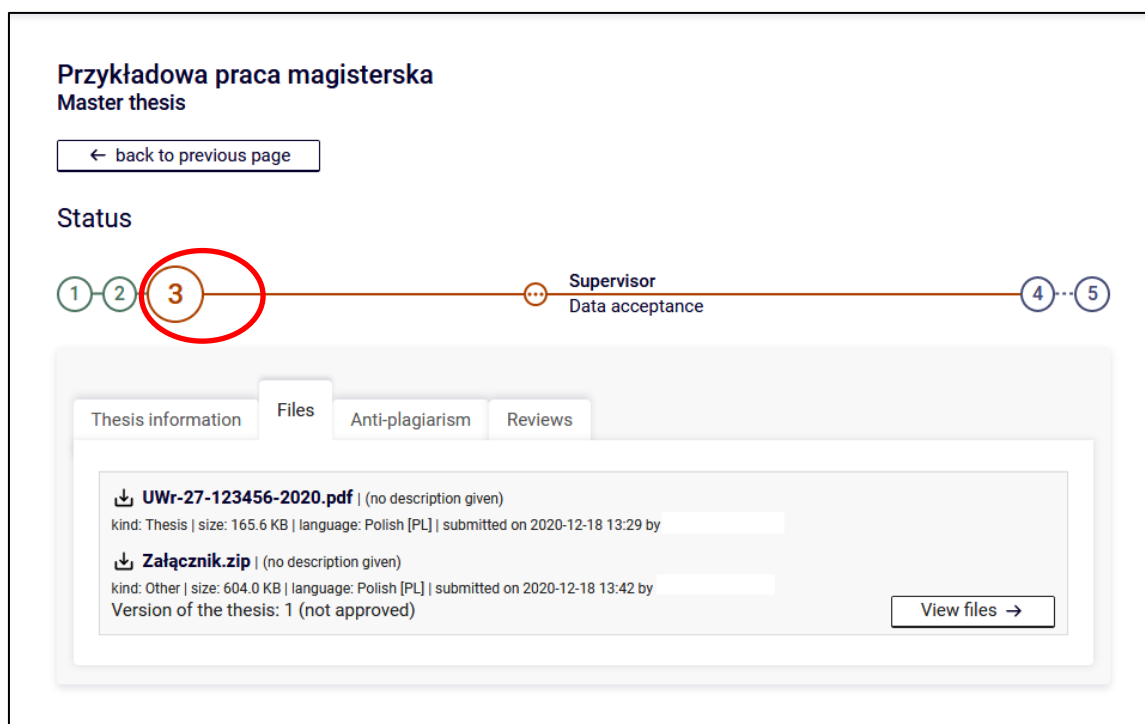 Przykładowa praca magisterska
Master thesis
← back to previous page
Status
1 2 3 Supervisor 4 5
Data acceptance
Thesis information Files Anti-plagiarism Reviews
UWr-27-123456-2020.pdf | (no description given)
kind: Thesis | size: 165.6 KB | language: Polish [PL] | submitted on 2020-12-18 13:29 by
Załącznik.zip | (no description given)
kind: Other | size: 604.0 KB | language: Polish [PL] | submitted on 2020-12-18 13:42 by
Version of the thesis: 1 (not approved) View files →